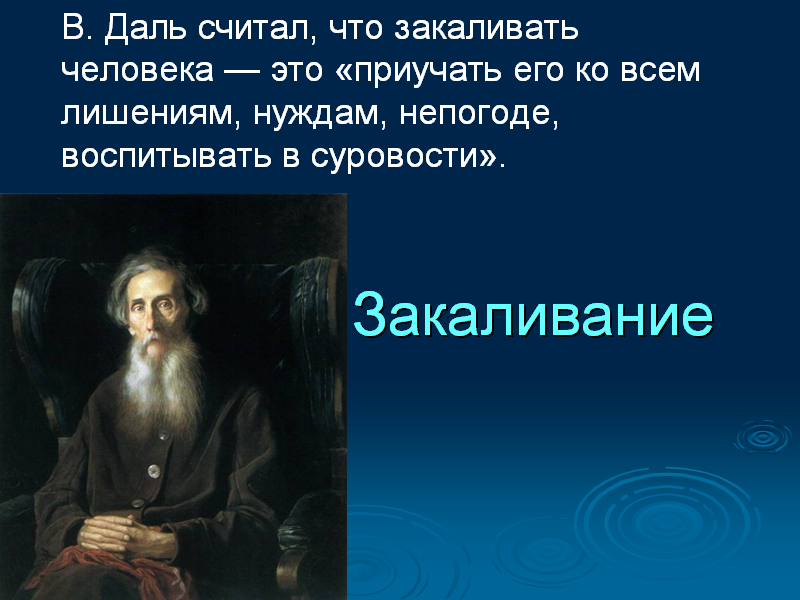 В. Даль считал, что закаливать
человека — это «приучать его ко всем
лишениям, нуждам, непогоде,
воспитывать в суровости».
Закаливание